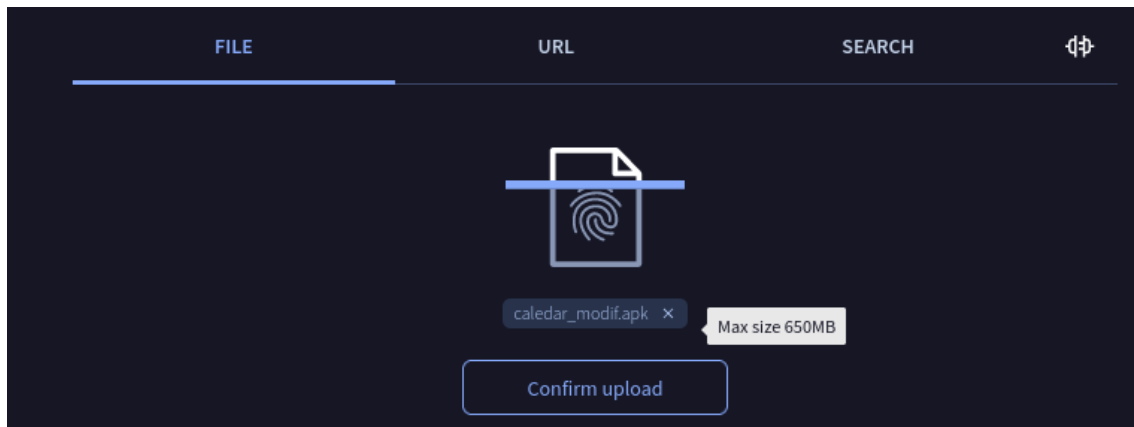 FILE URL SEARCH
caledar_modif.apk ×
Max size 650MB
Confirm upload